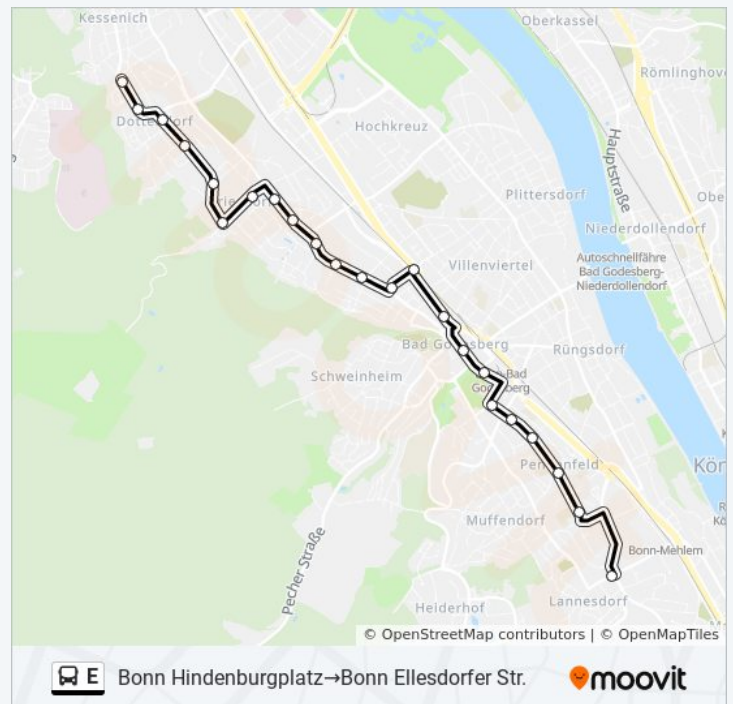 Kessenich
Oberkassel
Römlinghove
Dottendorf
Hochkreuz
Hauptstraße
Obe
Plittersdorf
Niederdollendorf
Autoschnellfähre
Bad Godesberg-
Niederdollendorf
Villenviertel
Bad Godesberg
Rüngsdorf
Bad
Godesberg
Schweinheim
Kön
Pennenfeld
Muffendorf
Bonn-Mehlem
Pecher Straße
Lannesdorf
Heiderhof
© OpenStreetMap contributors | © OpenMapTiles
E Bonn Hindenburgplatz→Bonn Ellesdorfer Str.
moovit